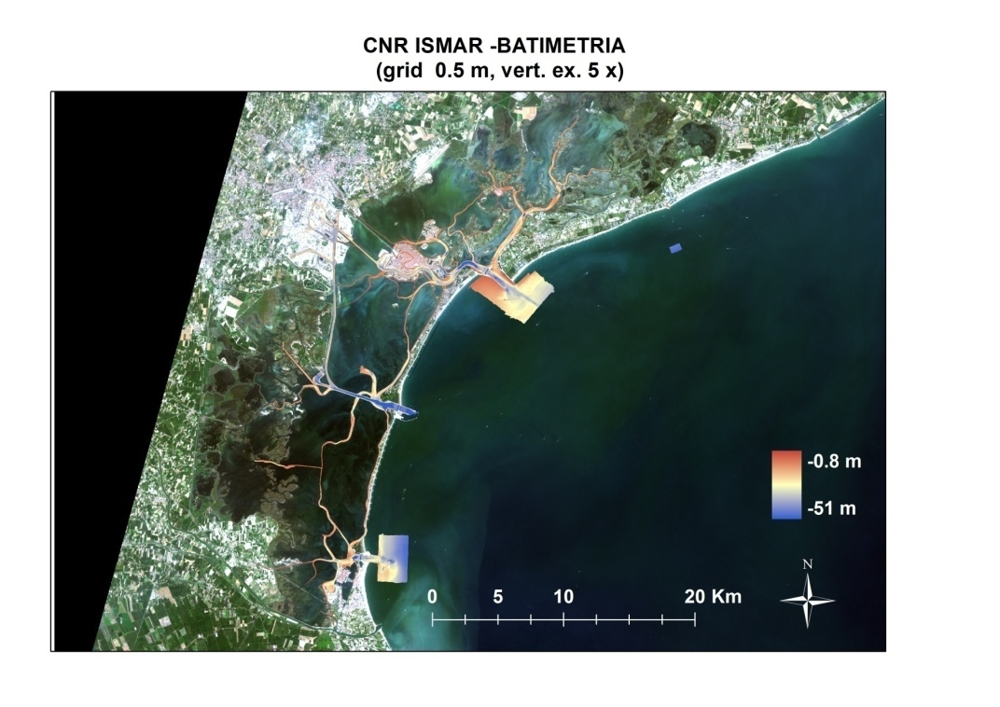 CNR ISMAR -BATIMETRIA
(grid 0.5 m, vert. ex. 5 x)
-0.8 m
-51 m
N
0 5 10 20 Km